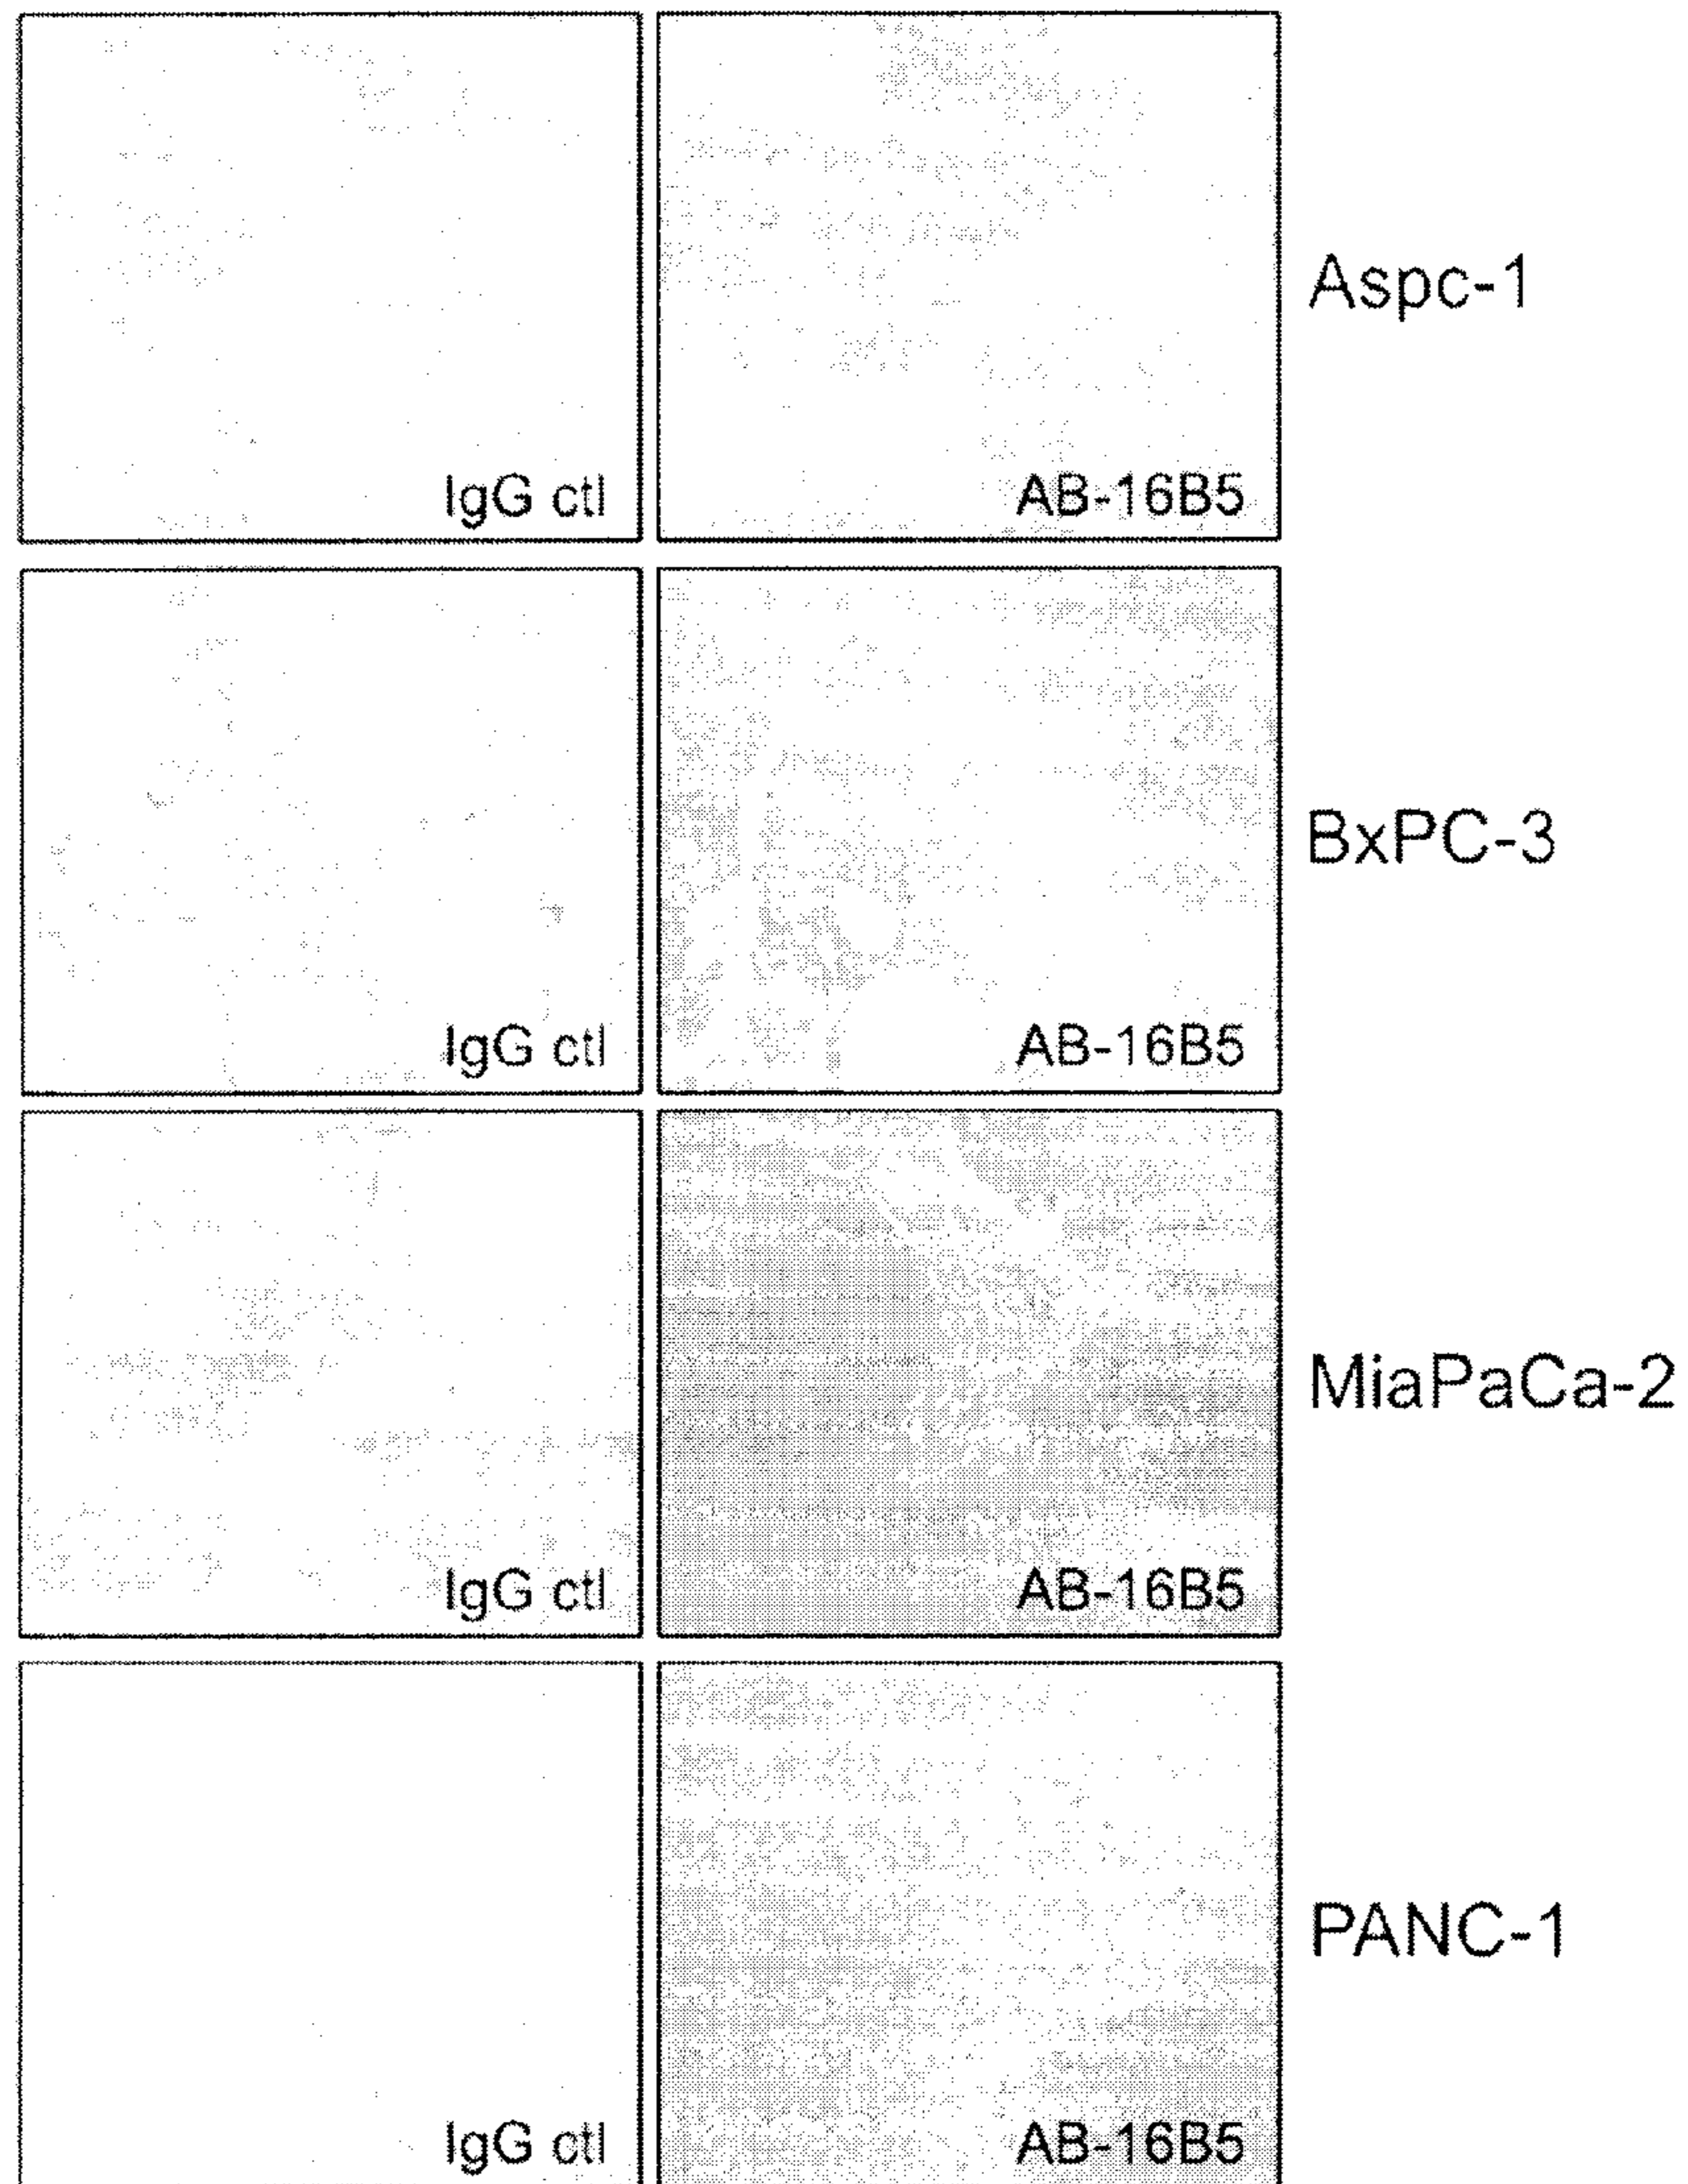 IgG ctl
AB-16B5
Aspc-1
IgG ctl
AB-16B5
BxPC-3
IgG ctl
AB-16B5
MiaPaCa-2
IgG ctl
AB-16B5
PANC-1